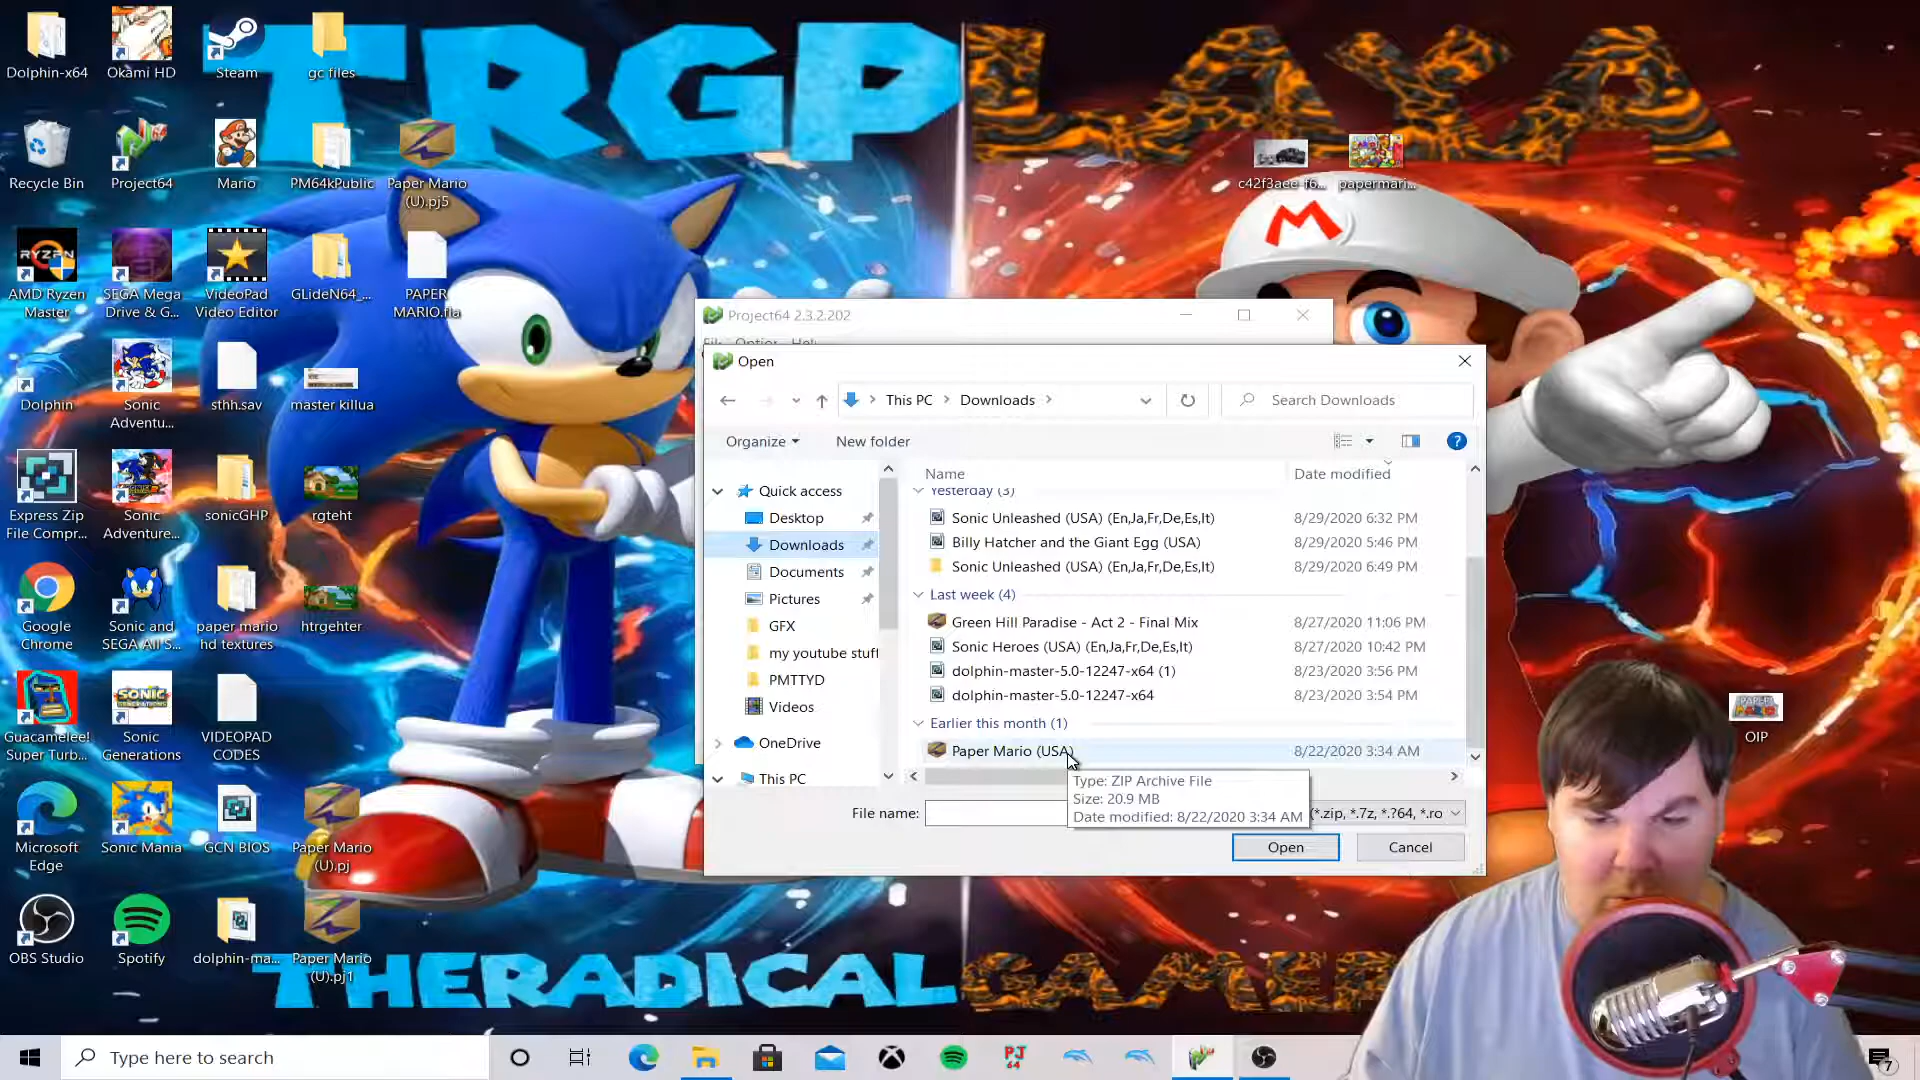 TRGPLAYA
Dolphin-x64
Okami HD
Steam
gc files
Recycle Bin
Project64
Mario
PM64kPublic
Paper Mario
(U).pj5
c42f3aee-f6...
papermari...
AMD Ryzen
Master
SEGA Mega
Drive & G...
VideoPad
Video Editor
GLideN64_...
PAPER
MARIO.fla
Dolphin
Sonic
Adventu...
sthh.sav
master killua
Express Zip
File Compr...
Sonic
Adventure...
sonicGHP
rgteht
Google
Chrome
Sonic and
SEGA All S...
paper mario
hd textures
htrgehter
Guacamelee!
Super Turb...
Sonic
Generations
VIDEOPAD
CODES
Microsoft
Edge
Sonic Mania
GCN BIOS
Paper Mario
(U).pj
OBS Studio
Spotify
dolphin-ma...
Paper Mario
(U).pj1
OIP
THERADICALGAMER
Project64 2.3.2.202
Open
This PC
Downloads
Search Downloads
Organize
New folder
Name
Date modified
Quick access
Desktop
Downloads
Documents
Pictures
GFX
my youtube stuff
PMTTYD
Videos
OneDrive
This PC
Yesterday (3)
Sonic Unleashed (USA) (En,Ja,Fr,De,Es,It) 8/29/2020 6:32 PM
Billy Hatcher and the Giant Egg (USA) 8/29/2020 5:46 PM
Sonic Unleashed (USA) (En,Ja,Fr,De,Es,It) 8/29/2020 6:49 PM
Last week (4)
Green Hill Paradise - Act 2 - Final Mix 8/27/2020 11:06 PM
Sonic Heroes (USA) (En,Ja,Fr,De,Es,It) 8/27/2020 10:42 PM
dolphin-master-5.0-12247-x64 (1) 8/23/2020 3:56 PM
dolphin-master-5.0-12247-x64 8/23/2020 3:54 PM
Earlier this month (1)
Paper Mario (USA) 8/22/2020 3:34 AM
Type: ZIP Archive File
Size: 20.9 MB
Date modified: 8/22/2020 3:34 AM
File name:
(*.zip, *.7z, *.?64, *.ro
Open
Cancel
Type here to search
PJ
64
7